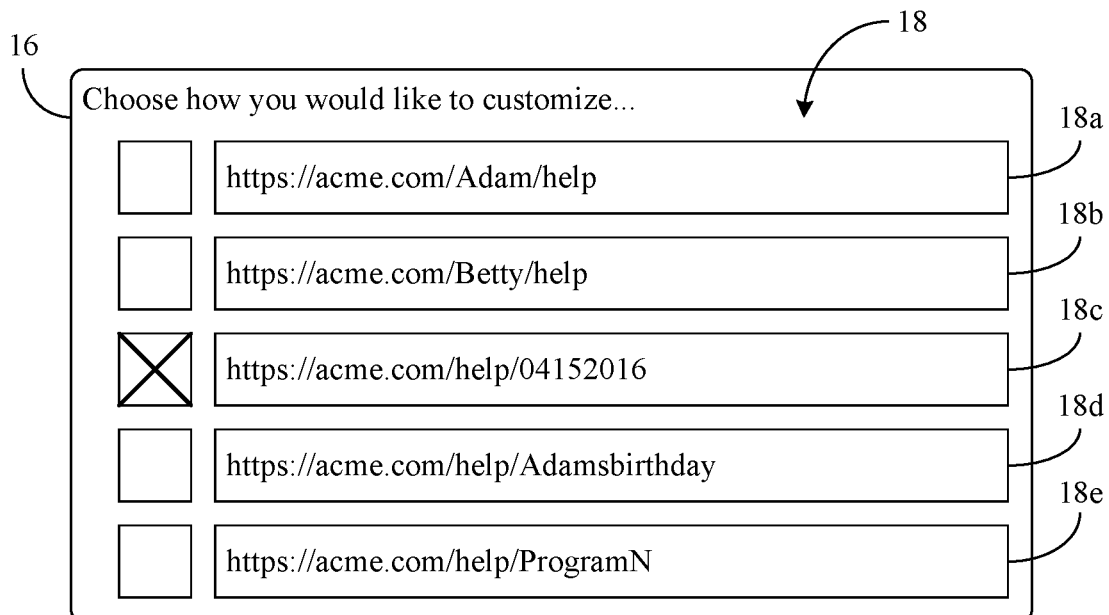 18
16
Choose how you would like to customize...
18a
https://acme.com/Adam/help
18b
https://acme.com/Betty/help
18c
https://acme.com/help/04152016
18d
https://acme.com/help/Adamsbirthday
18e
https://acme.com/help/ProgramN